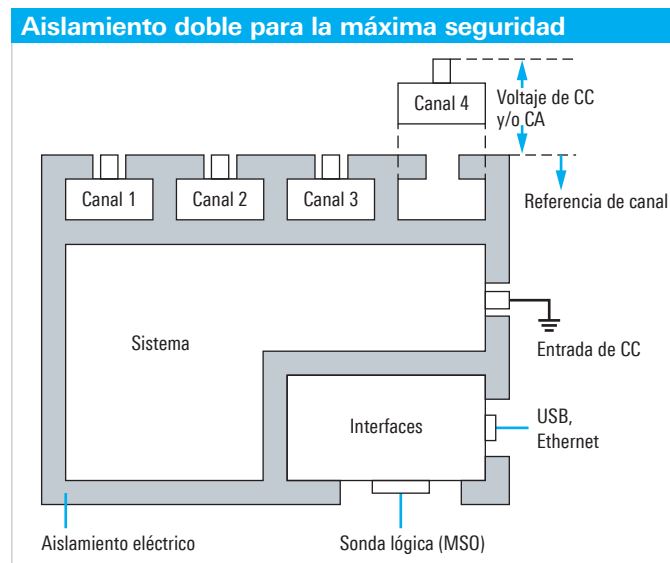 Aislamiento doble para la máxima seguridad
Canal 4
Voltaje de CC
y/o CA
Canal 1
Canal 2
Canal 3
Referencia de canal
Sistema
Entrada de CC
Interfaces
USB,
Ethernet
Aislamiento eléctrico
Sonda lógica (MSO)